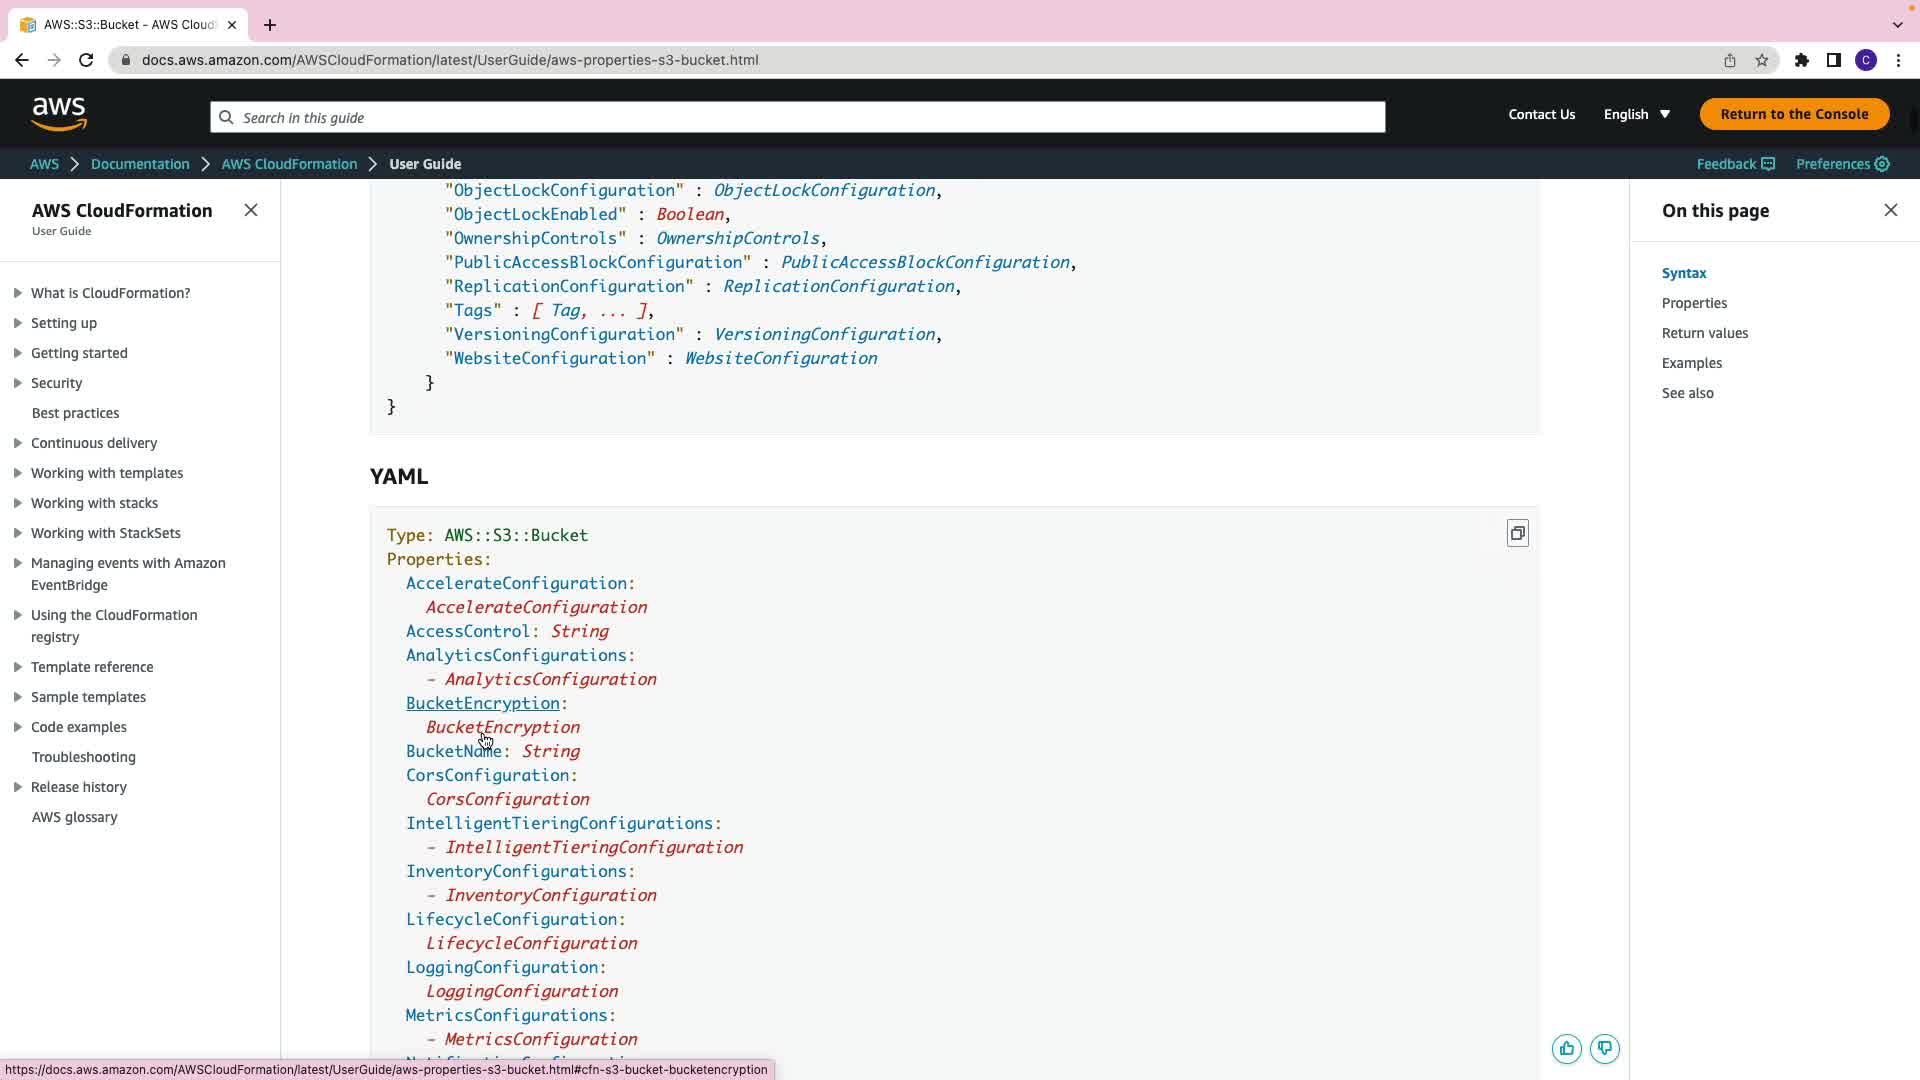 AWS::S3::Bucket - AWS Cloud
docs.aws.amazon.com/AWSCloudFormation/latest/UserGuide/aws-properties-s3-bucket.html
C
aws
Search in this guide
Contact Us
English
Return to the Console
AWS
Documentation
AWS CloudFormation
User Guide
Feedback
Preferences
AWS CloudFormation
User Guide
What is CloudFormation?
Setting up
Getting started
Security
Best practices
Continuous delivery
Working with templates
Working with stacks
Working with StackSets
Managing events with Amazon
EventBridge
Using the CloudFormation
registry
Template reference
Sample templates
Code examples
Troubleshooting
Release history
AWS glossary
"ObjectLockConfiguration" : ObjectLockConfiguration,
"ObjectLockEnabled" : Boolean,
"OwnershipControls" : OwnershipControls,
"PublicAccessBlockConfiguration" : PublicAccessBlockConfiguration,
"ReplicationConfiguration" : ReplicationConfiguration,
"Tags" : [ Tag, ... ],
"VersioningConfiguration" : VersioningConfiguration,
"WebsiteConfiguration" : WebsiteConfiguration
}
}
YAML
Type: AWS::S3::Bucket
Properties:
AccelerateConfiguration:
AccelerateConfiguration
AccessControl: String
AnalyticsConfigurations:
- AnalyticsConfiguration
BucketEncryption:
BucketEncryption
BucketName: String
CorsConfiguration:
CorsConfiguration
IntelligentTieringConfigurations:
- IntelligentTieringConfiguration
InventoryConfigurations:
- InventoryConfiguration
LifecycleConfiguration:
LifecycleConfiguration
LoggingConfiguration:
LoggingConfiguration
MetricsConfigurations:
- MetricsConfiguration
On this page
Syntax
Properties
Return values
Examples
See also
https://docs.aws.amazon.com/AWSCloudFormation/latest/UserGuide/aws-properties-s3-bucket.html#cfn-s3-bucket-bucketencryption